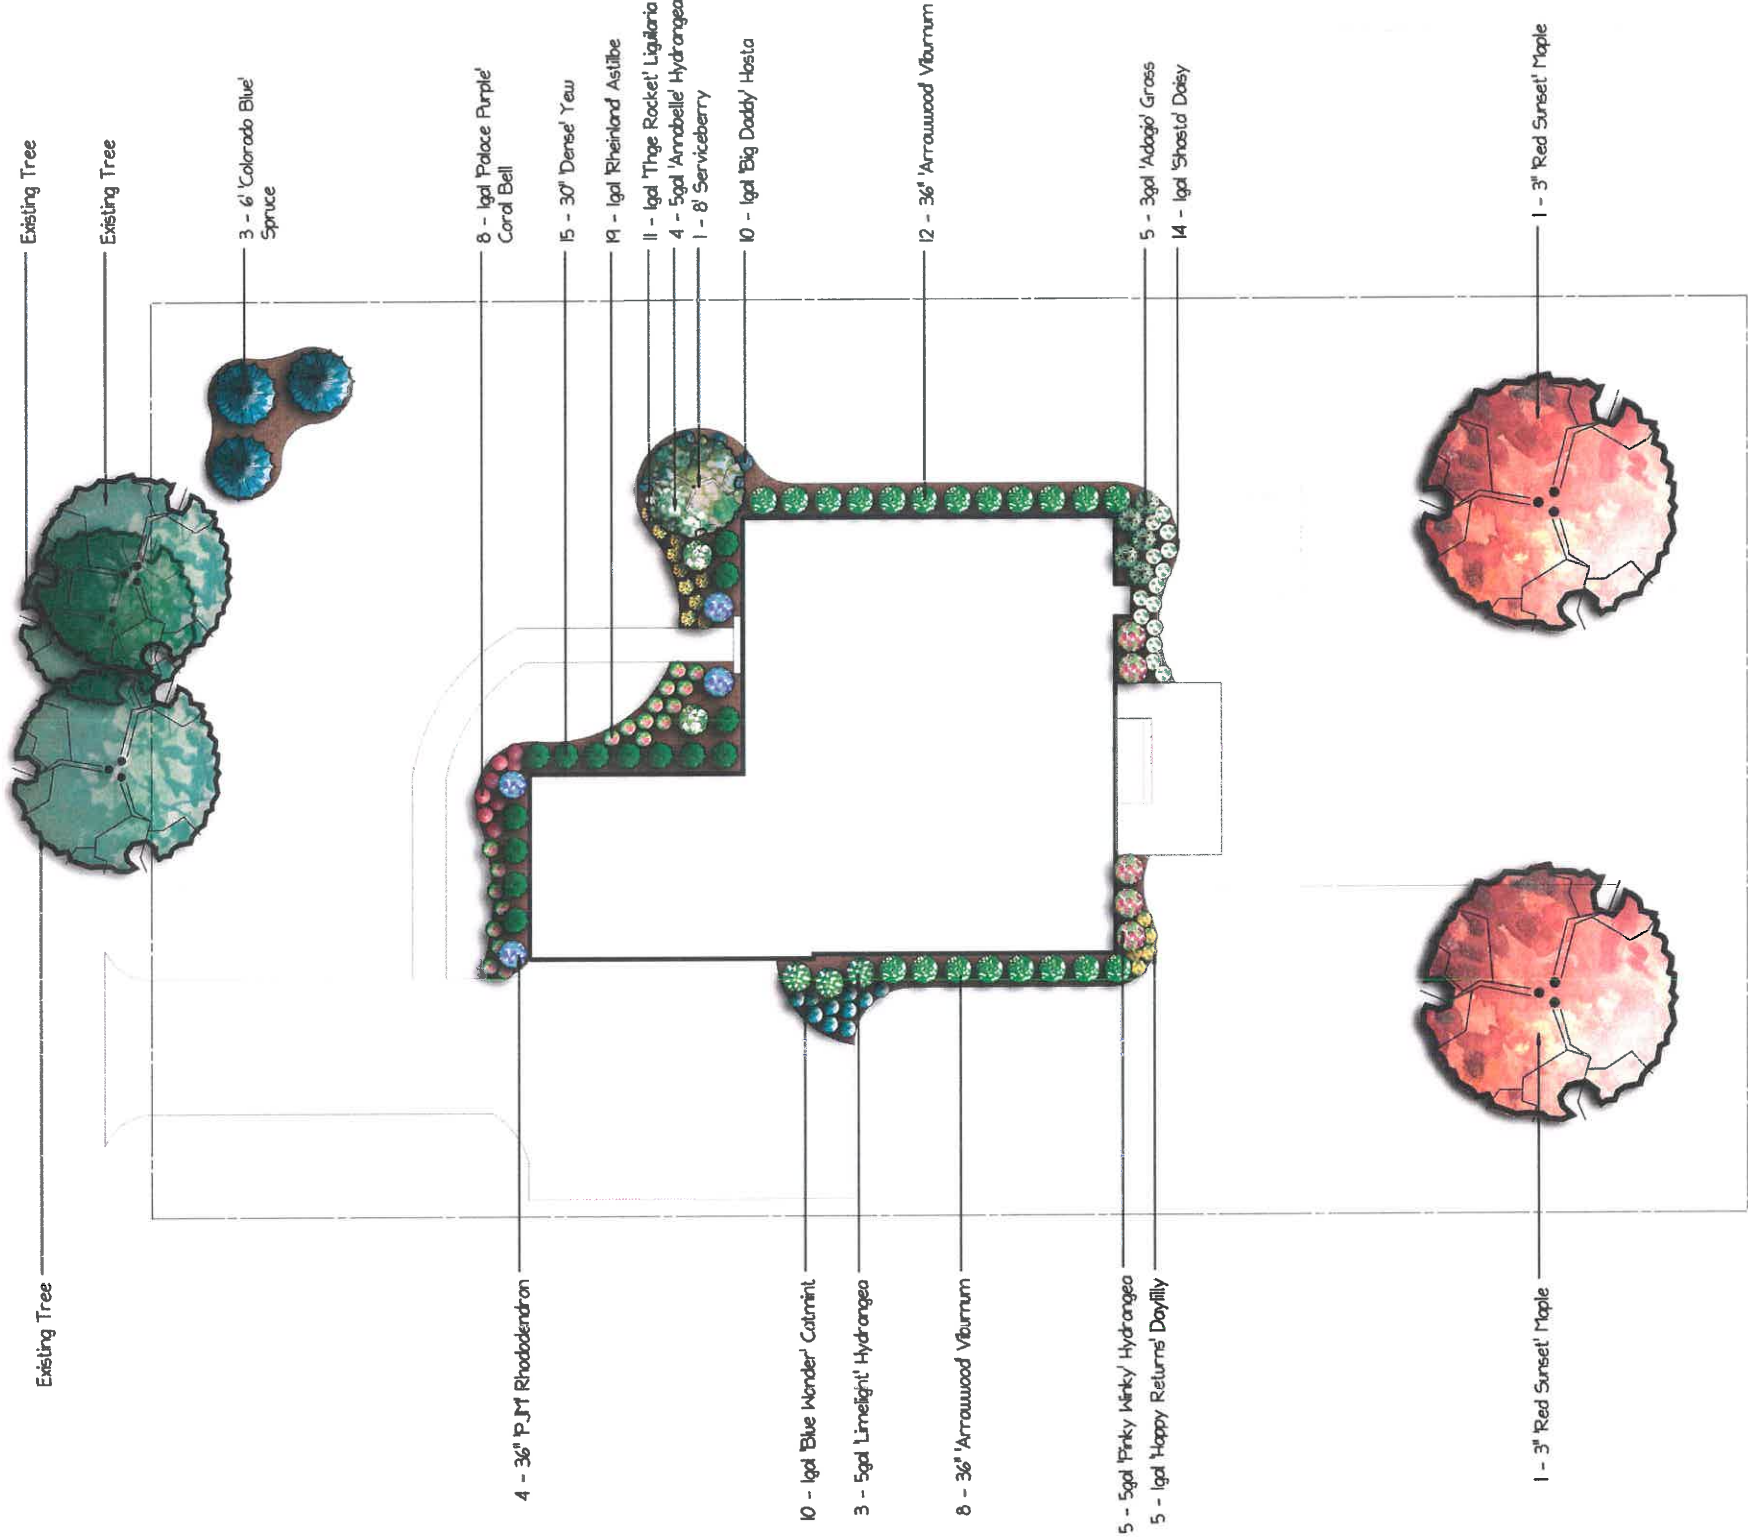 Existing Tree
Existing Tree
3 - 6' 'Colorado Blue'
Spruce
8 - 1gal 'Palace Purple'
Coral Bell
15 - 30" 'Dense' Yew
19 - 1gal 'Rheinland' Astilbe
11 - 1gal 'Thge Rocket' Liguilaria
4 - 5gal 'Annabelle' Hydrangea
1 - 8' Serviceberry
10 - 1gal 'Big Daddy' Hosta
12 - 36" 'Arrowwood' Viburnum
5 - 3gal 'Adagio' Grass
14 - 1gal 'Shasta' Daisy
1 - 3" 'Red Sunset' Maple
Existing Tree
4 - 36" 'PJM' Rhododendron
10 - 1gal 'Blue Wonder' Catmint
3 - 5gal 'Limelight' Hydrangea
8 - 36" 'Arrowwood' Viburnum
5 - 5gal 'Pinky Winky' Hydrangea
5 - 1gal 'Happy Returns' Daylilly
1 - 3" 'Red Sunset' Maple